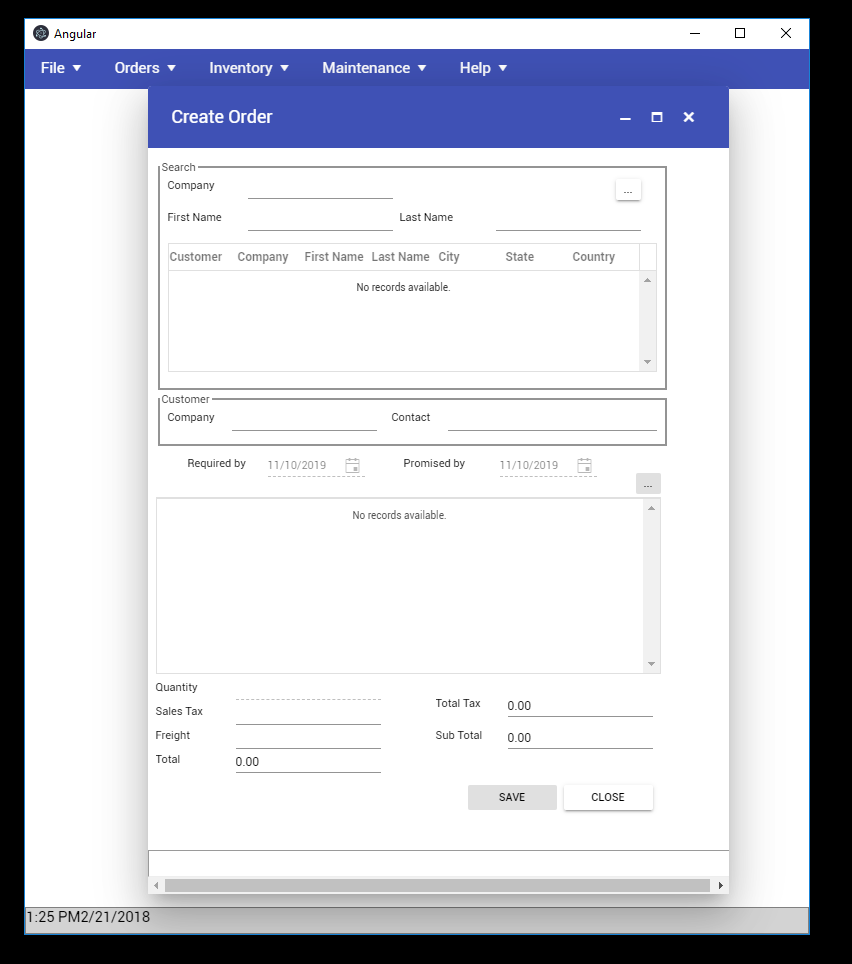 Angular
File Orders Inventory Maintenance Help
Create Order
Search
Company ...
First Name Last Name
Customer Company First Name Last Name City State Country
No records available.
Customer
Company Contact
Required by 11/10/2019 Promised by 11/10/2019
...
No records available.
Quantity
Total Tax 0.00
Sales Tax
Freight
Sub Total 0.00
Total 0.00
SAVE CLOSE
1:25 PM2/21/2018